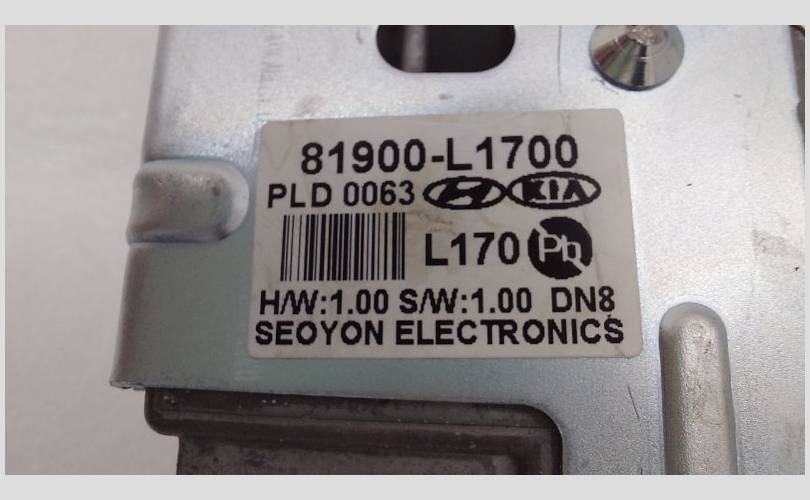 81900-L1700
PLD 0063 KIA
L170 Pb
H/W:1.00 S/W:1.00 DN8
SEOYON ELECTRONICS